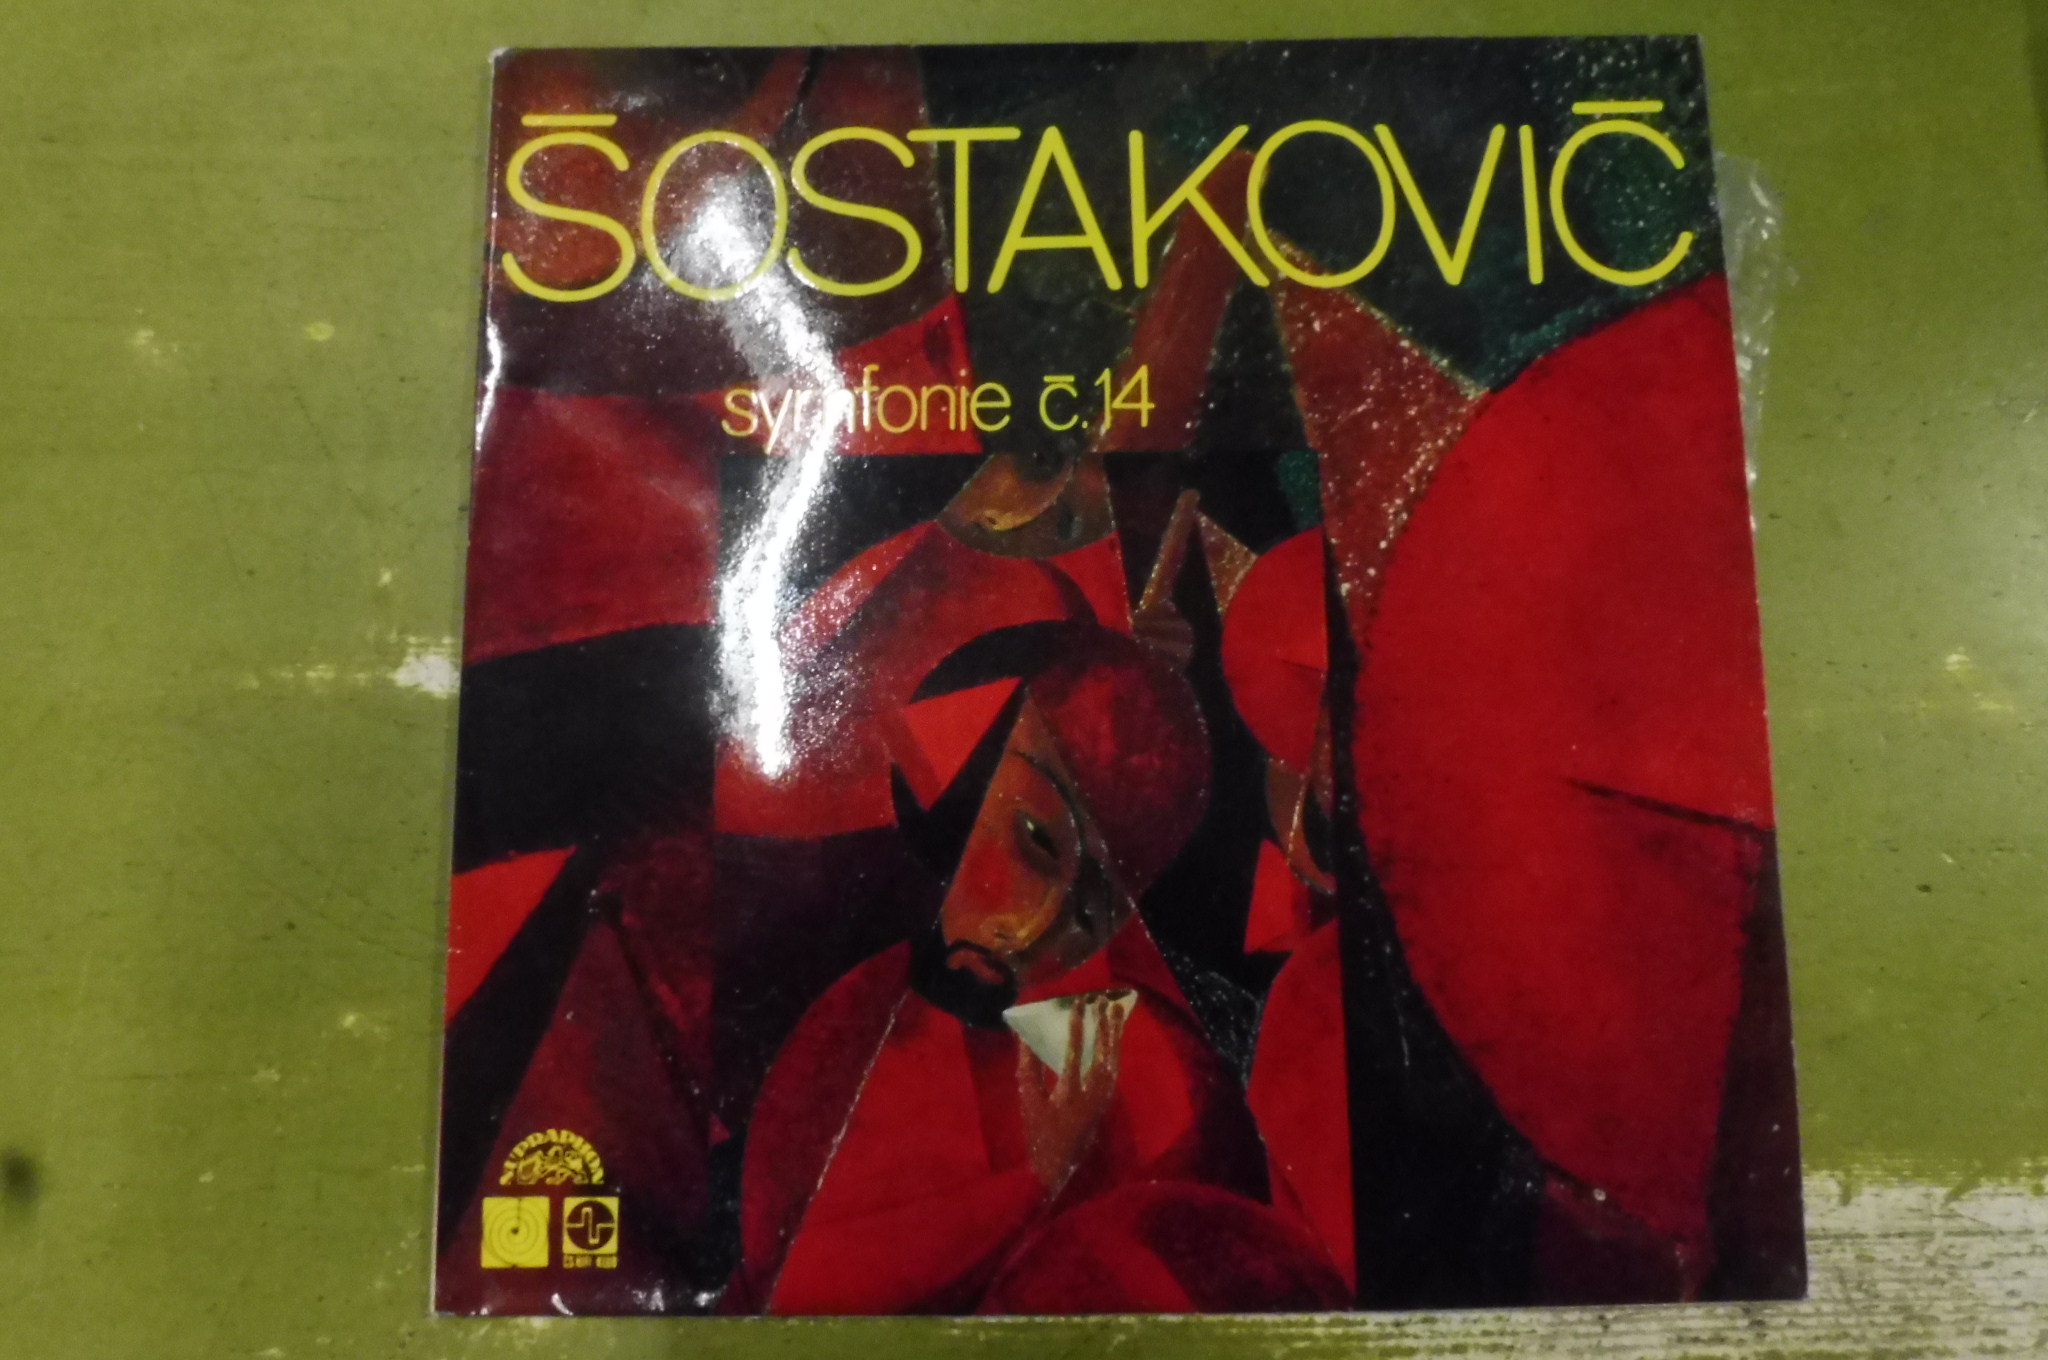 ŠOSTAKOVIČ
symfonie č.14
SUPRAPHON